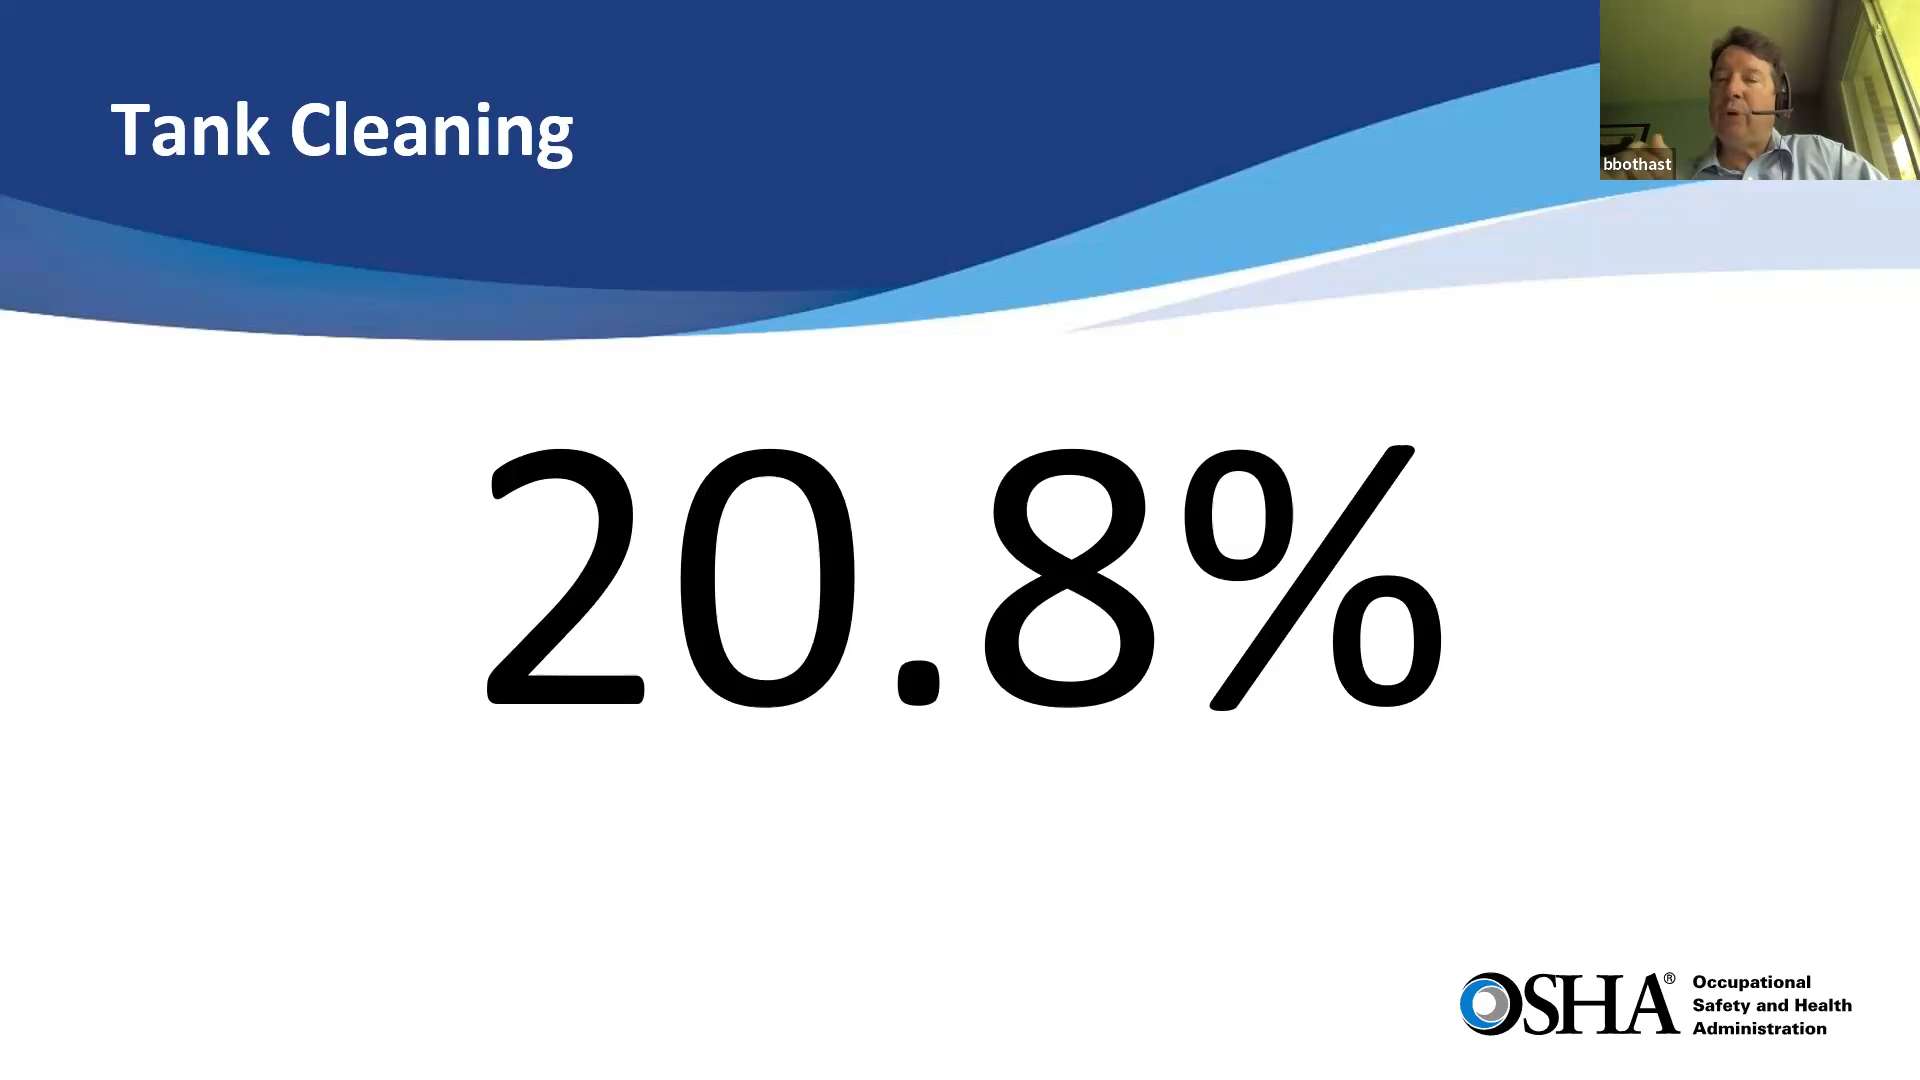 Tank Cleaning
bbothast
20.8%
OSHA®
Occupational
Safety and Health
Administration